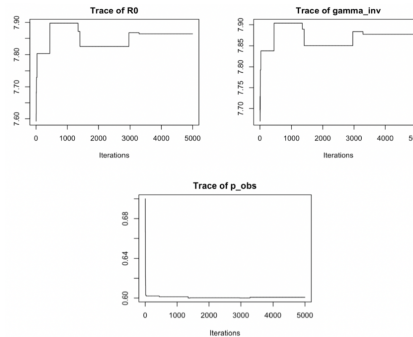 Trace of R0
7.90
7.80
7.70
7.60
0 1000 2000 3000 4000 5000
Iterations
Trace of gamma_inv
7.90
7.85
7.80
7.75
7.70
0 1000 2000 3000 4000
Iterations
Trace of p_obs
0.68
0.64
0.60
0 1000 2000 3000 4000 5000
Iterations